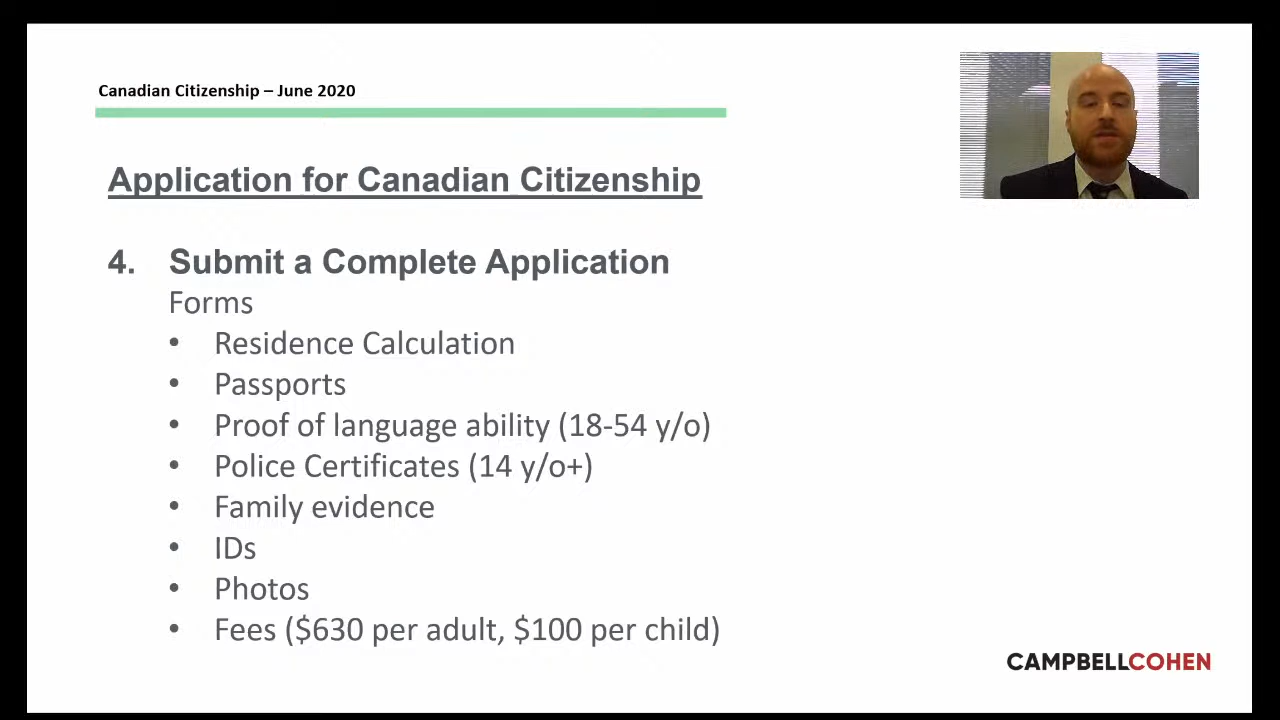 Canadian Citizenship – June 2020
Application for Canadian Citizenship
4. Submit a Complete Application
Forms
• Residence Calculation
• Passports
• Proof of language ability (18-54 y/o)
• Police Certificates (14 y/o+)
• Family evidence
• IDs
• Photos
• Fees ($630 per adult, $100 per child)
CAMPBELLCOHEN